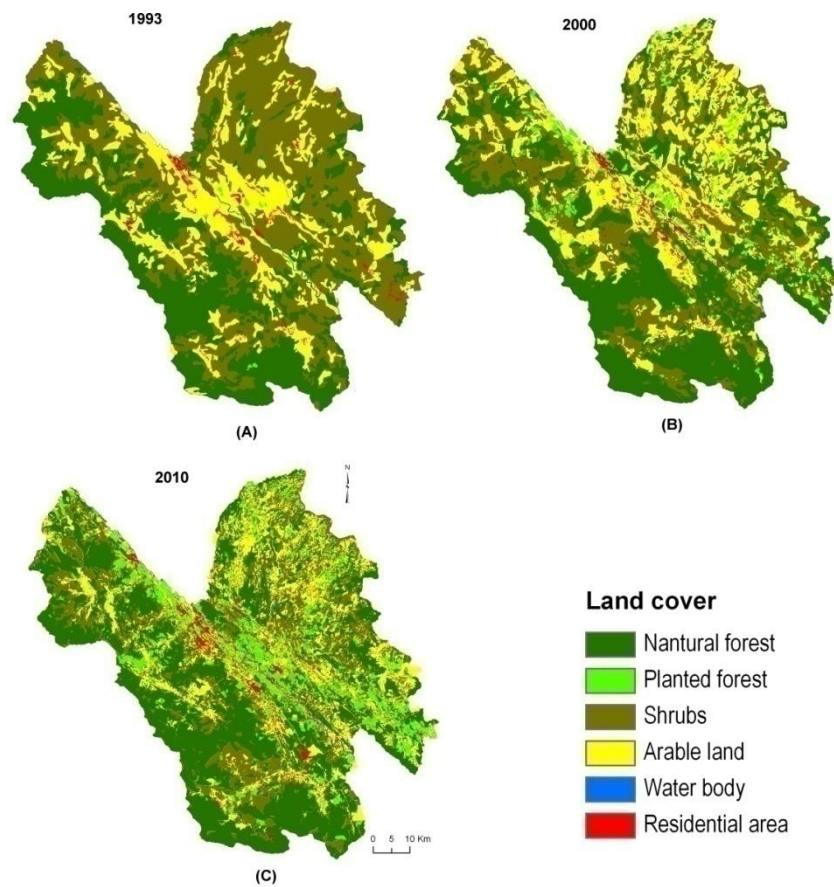 1993
2000
(A)
(B)
2010
N
0 5 10 Km
(C)
Land cover
Nantural forest
Planted forest
Shrubs
Arable land
Water body
Residential area